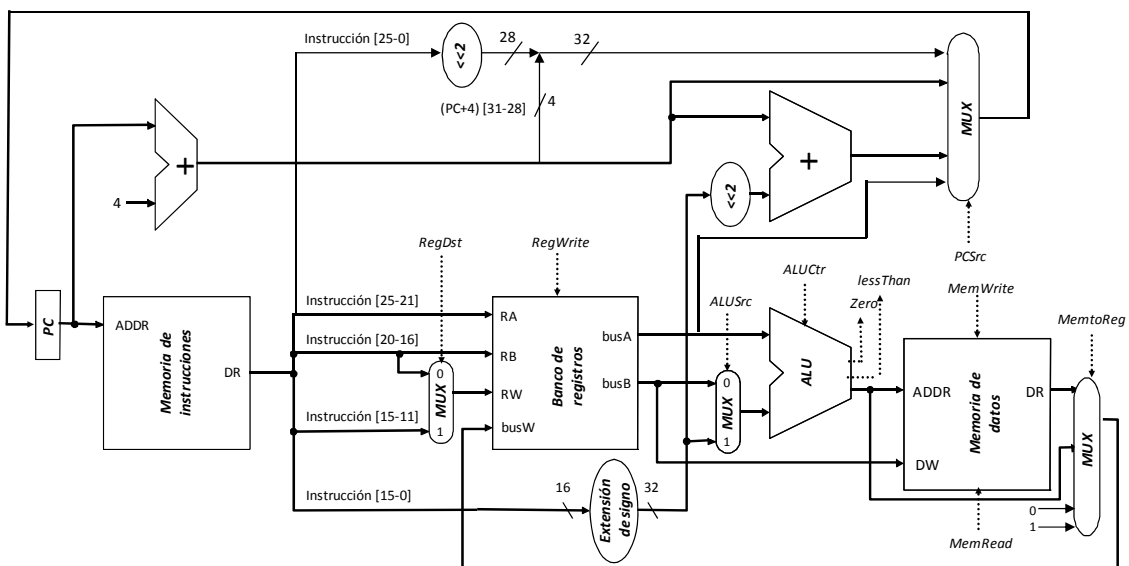 Instrucción [25-0]
<<2
28
32
(PC+4) [31-28]
4
MUX
+
+
4
<<2
RegDst
RegWrite
PCSrc
ALUCtr
lessThan
Zero
MemWrite
ALUSrc
MemtoReg
PC
ADDR
Memoria de
instrucciones
DR
Instrucción [25-21]
RA
Instrucción [20-16]
RB
0
MUX
1
RW
Instrucción [15-11]
busW
Banco de
registros
busA
busB
0
MUX
1
ALU
ADDR
Memoria de
datos
DR
DW
MUX
Instrucción [15-0]
16
Extensión
de signo
32
0
1
MemRead